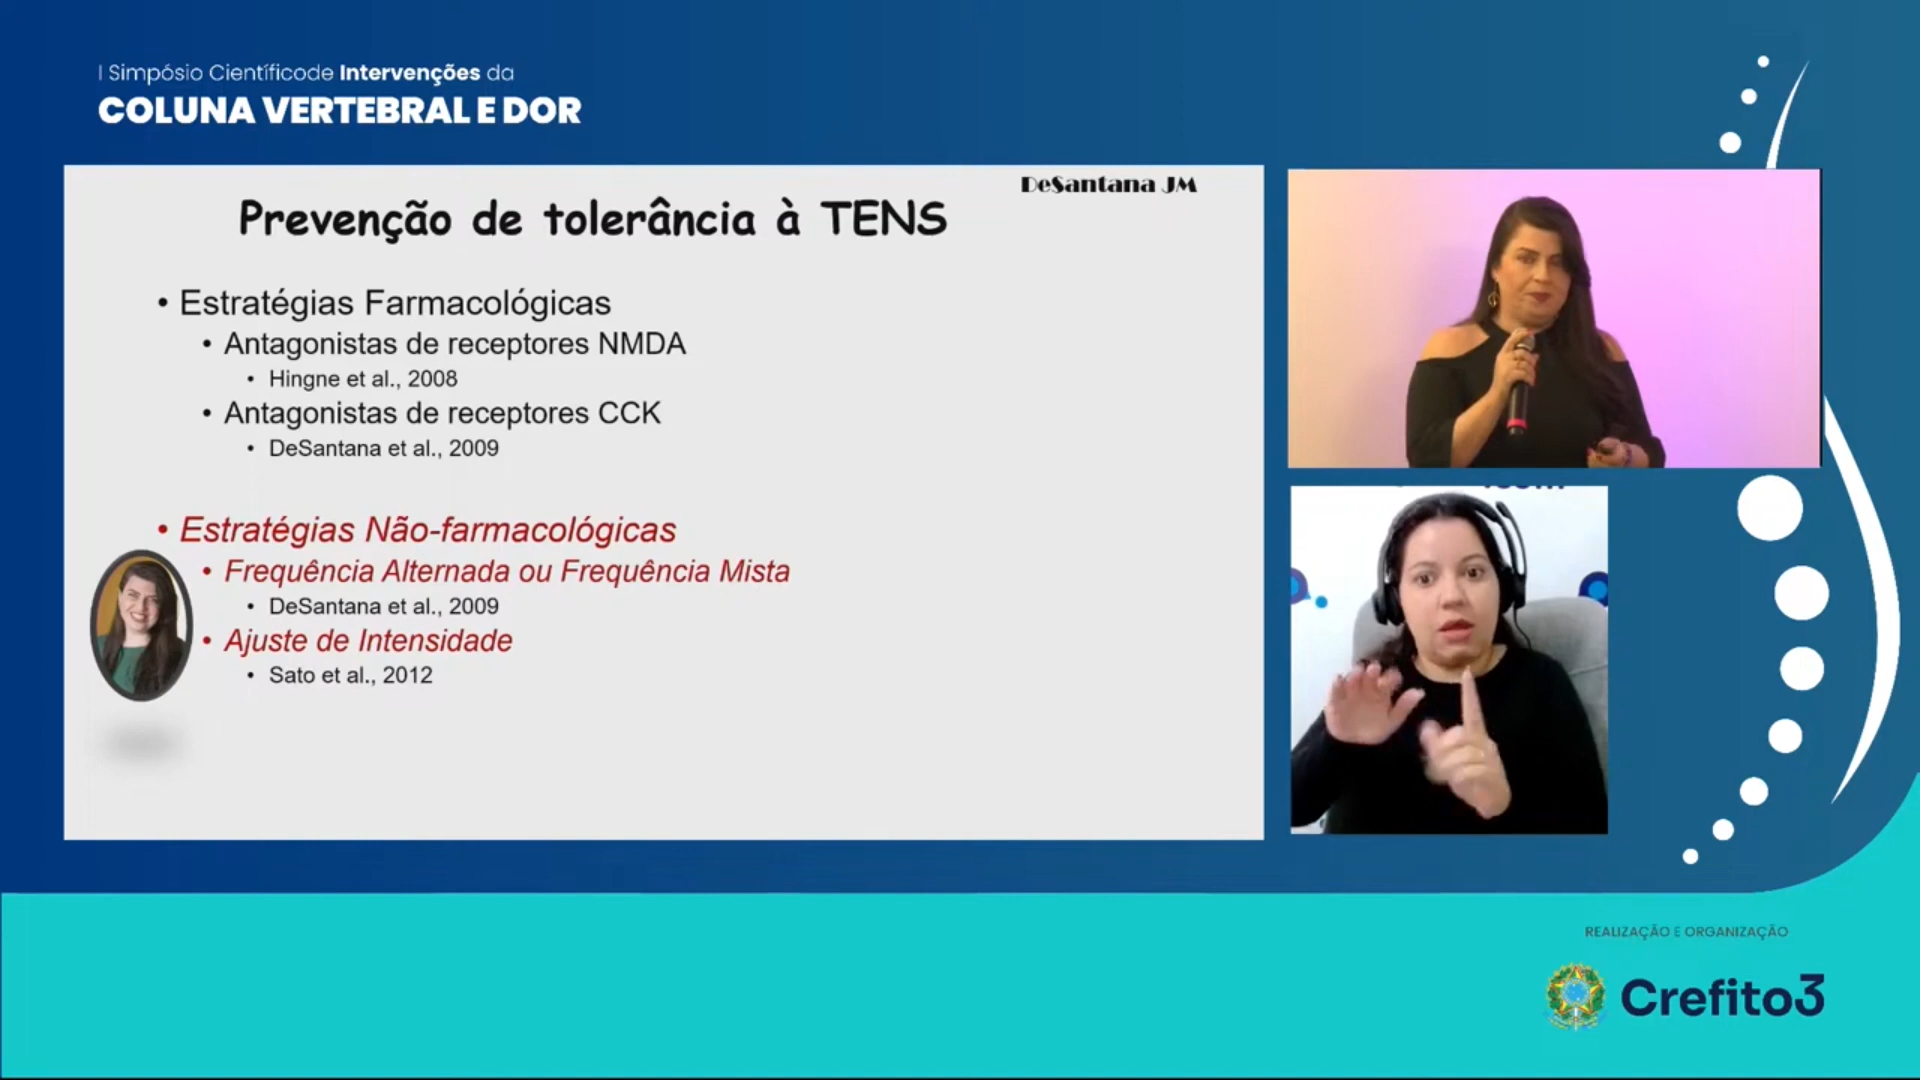 I Simpósio Científicode Intervenções da
COLUNA VERTEBRAL E DOR
DeSantana JM
Prevenção de tolerância à TENS
• Estratégias Farmacológicas
• Antagonistas de receptores NMDA
• Hingne et al., 2008
• Antagonistas de receptores CCK
• DeSantana et al., 2009
• Estratégias Não-farmacológicas
• Frequência Alternada ou Frequência Mista
• DeSantana et al., 2009
• Ajuste de Intensidade
• Sato et al., 2012
REALIZAÇÃO E ORGANIZAÇÃO
Crefito3